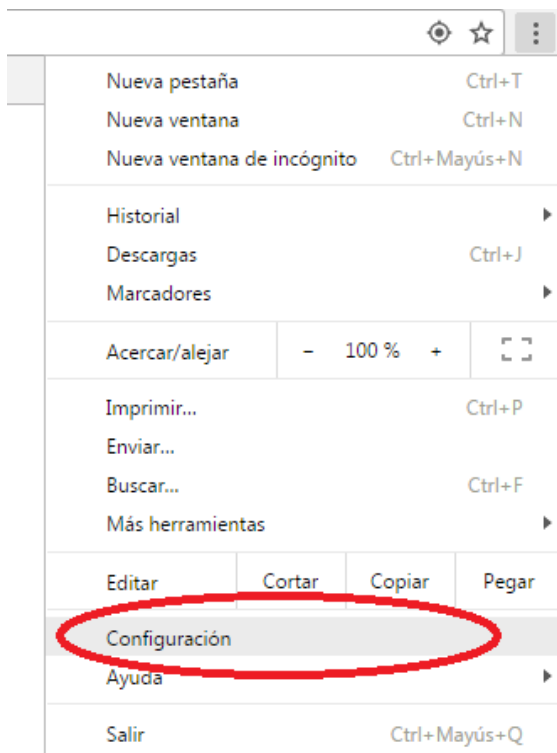 Nueva pestaña Ctrl+T
Nueva ventana Ctrl+N
Nueva ventana de incógnito Ctrl+Mayús+N
Historial
Descargas Ctrl+J
Marcadores
Acercar/alejar - 100 % +
Imprimir... Ctrl+P
Enviar...
Buscar... Ctrl+F
Más herramientas
Editar Cortar Copiar Pegar
Configuración
Ayuda
Salir Ctrl+Mayús+Q